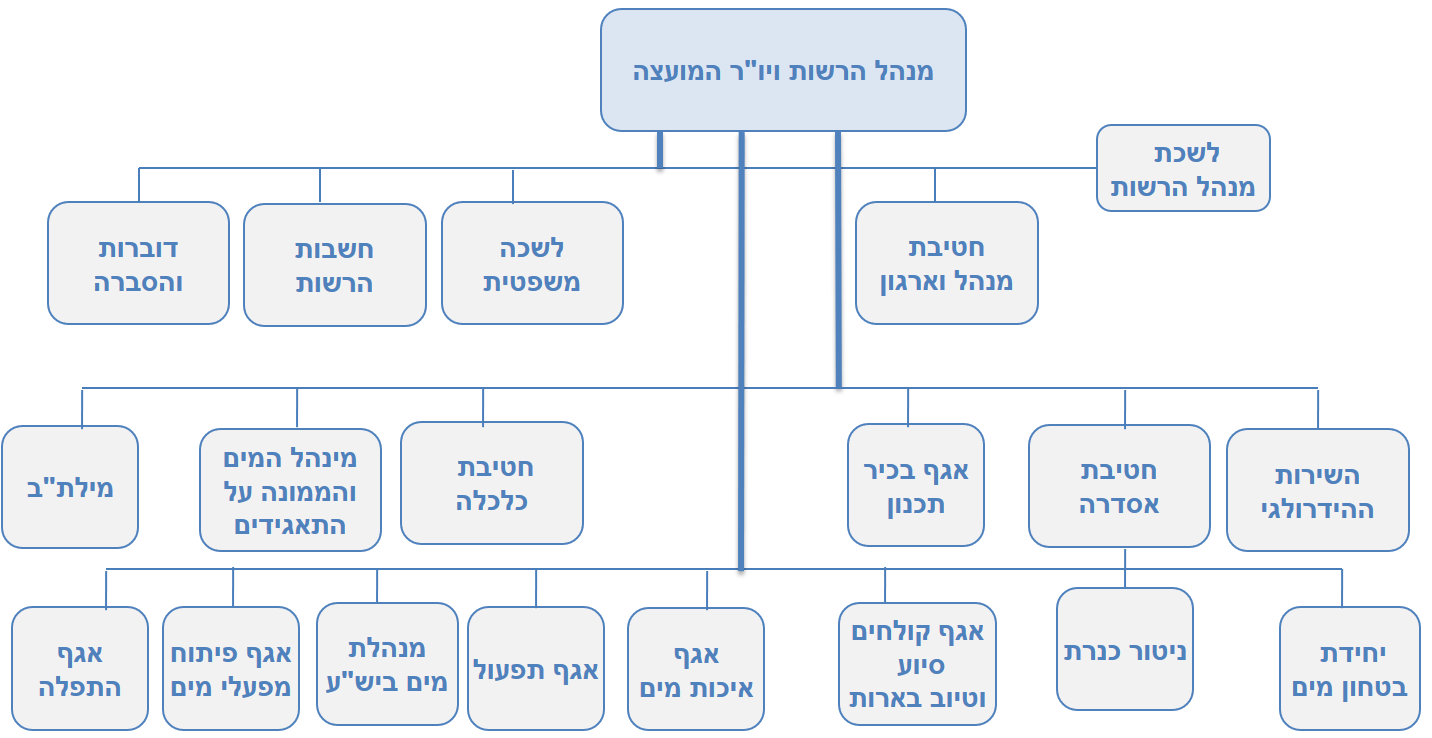 מנהל הרשות ויו"ר המועצה
לשכת
מנהל הרשות
חטיבת
מנהל וארגון
לשכה
משפטית
חשבות
הרשות
דוברות
והסברה
השירות
ההידרולגי
חטיבת
אסדרה
אגף בכיר
תכנון
חטיבת
כלכלה
מינהל המים
והממונה על
התאגידים
מילת"ב
יחידת
בטחון מים
ניטור כנרת
אגף קולחים
סיוע
וטיוב בארות
אגף
איכות מים
אגף תפעול
מנהלת
מים ביש"ע
אגף פיתוח
מפעלי מים
אגף
התפלה